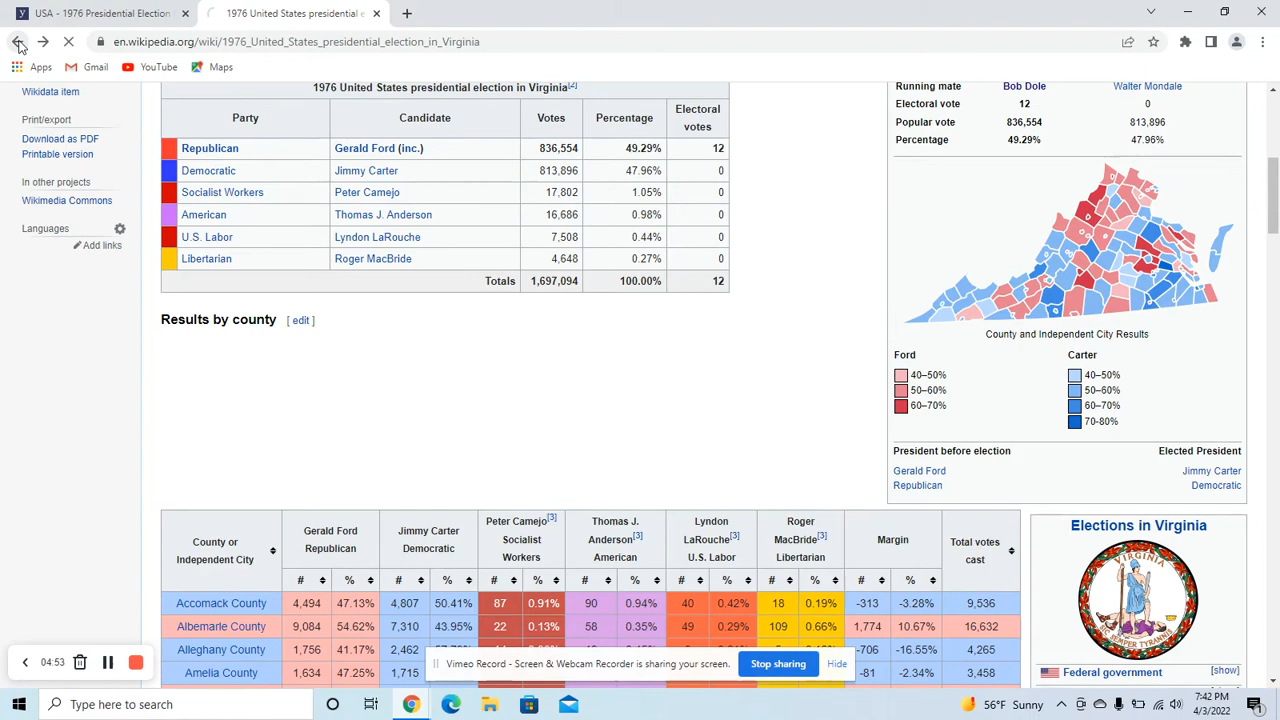 USA - 1976 Presidential Election
1976 United States presidential e
en.wikipedia.org/wiki/1976_United_States_presidential_election_in_Virginia
Apps Gmail YouTube Maps
Wikidata item
Print/export
Download as PDF
Printable version
In other projects
Wikimedia Commons
Languages
Add links
1976 United States presidential election in Virginia[2]
Party Candidate Votes Percentage Electoral votes
Republican Gerald Ford (inc.) 836,554 49.29% 12
Democratic Jimmy Carter 813,896 47.96% 0
Socialist Workers Peter Camejo 17,802 1.05% 0
American Thomas J. Anderson 16,686 0.98% 0
U.S. Labor Lyndon LaRouche 7,508 0.44% 0
Libertarian Roger MacBride 4,648 0.27% 0
Totals 1,697,094 100.00% 12
Results by county [ edit ]
Running mate Bob Dole Walter Mondale
Electoral vote 12 0
Popular vote 836,554 813,896
Percentage 49.29% 47.96%
County and Independent City Results
Ford Carter
40–50% 40–50%
50–60% 50–60%
60–70% 60–70%
70-80%
President before election Elected President
Gerald Ford Jimmy Carter
Republican Democratic
County or Independent City Gerald Ford Republican Jimmy Carter Democratic Peter Camejo[3] Socialist Workers Thomas J. Anderson[3] American Lyndon LaRouche[3] U.S. Labor Roger MacBride[3] Libertarian Margin Total votes cast
# % # % # % # % # % # % # %
Accomack County 4,494 47.13% 4,807 50.41% 87 0.91% 90 0.94% 40 0.42% 18 0.19% -313 -3.28% 9,536
Albemarle County 9,084 54.62% 7,310 43.95% 22 0.13% 58 0.35% 49 0.29% 109 0.66% 1,774 10.67% 16,632
Alleghany County 1,756 41.17% 2,462 -16.55% 4,265
Amelia County 1,634 47.25% 1,715 -81 -2.34% 3,458
Elections in Virginia
Federal government [show]
04:53
Vimeo Record - Screen & Webcam Recorder is sharing your screen. Stop sharing Hide
Type here to search
56°F Sunny
7:42 PM
4/3/2022